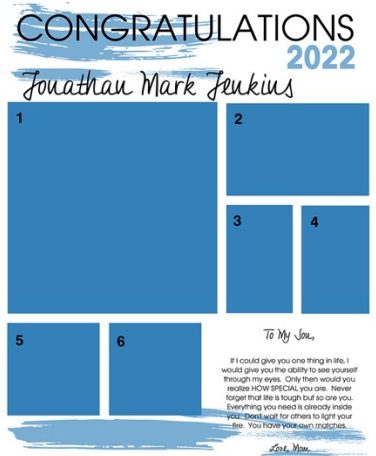 CONGRATULATIONS
2022
Jonathan Mark Jenkins
1
2
3
4
5
6
To My Son,
If I could give you one thing in life, I
would give you the ability to see yourself
through my eyes. Only then would you
realize HOW SPECIAL you are. Never
forget that life is tough but so are you.
Everything you need is already inside
you. Don't wait for others to light your
fire. You have your own matches.
Love, Mom